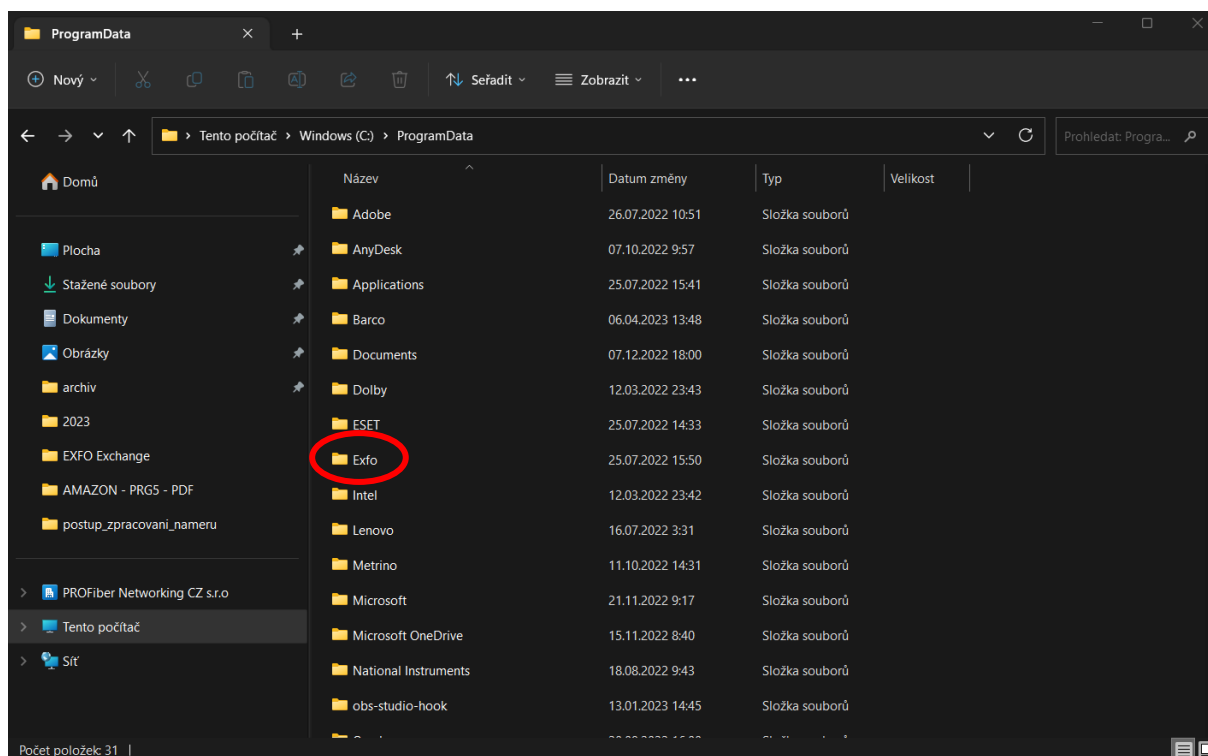 ProgramData
Nový Seřadit Zobrazit
Tento počítač Windows (C:) ProgramData Prohledat: Progra...
Domů
Plocha
Stažené soubory
Dokumenty
Obrázky
archiv
2023
EXFO Exchange
AMAZON - PRG5 - PDF
postup_zpracovani_nameru
PROFiber Networking CZ s.r.o
Tento počítač
Síť
Název Datum změny Typ Velikost
Adobe 26.07.2022 10:51 Složka souborů
AnyDesk 07.10.2022 9:57 Složka souborů
Applications 25.07.2022 15:41 Složka souborů
Barco 06.04.2023 13:48 Složka souborů
Documents 07.12.2022 18:00 Složka souborů
Dolby 12.03.2022 23:43 Složka souborů
ESET 25.07.2022 14:33 Složka souborů
Exfo 25.07.2022 15:50 Složka souborů
Intel 12.03.2022 23:42 Složka souborů
Lenovo 16.07.2022 3:31 Složka souborů
Metrino 11.10.2022 14:31 Složka souborů
Microsoft 21.11.2022 9:17 Složka souborů
Microsoft OneDrive 15.11.2022 8:40 Složka souborů
National Instruments 18.08.2022 9:43 Složka souborů
obs-studio-hook 13.01.2023 14:45 Složka souborů
Počet položek: 31